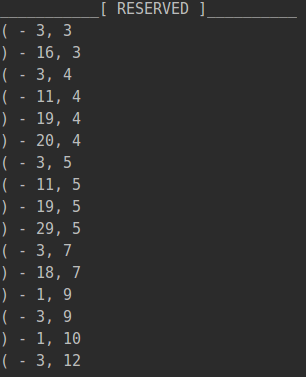 ___________[ RESERVED ]__________
( - 3, 3
) - 16, 3
( - 3, 4
( - 11, 4
) - 19, 4
) - 20, 4
( - 3, 5
( - 11, 5
) - 19, 5
) - 29, 5
( - 3, 7
) - 18, 7
) - 1, 9
( - 3, 9
) - 1, 10
( - 3, 12